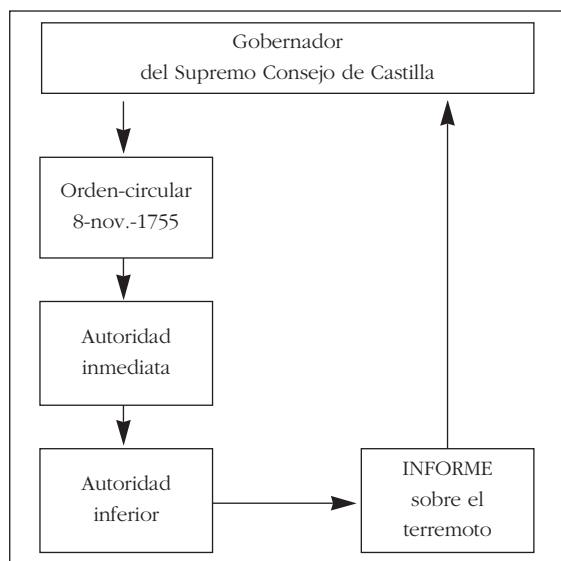 Gobernador
del Supremo Consejo de Castilla
Orden-circular
8-nov.-1755
Autoridad
inmediata
Autoridad
inferior
INFORME
sobre el
terremoto